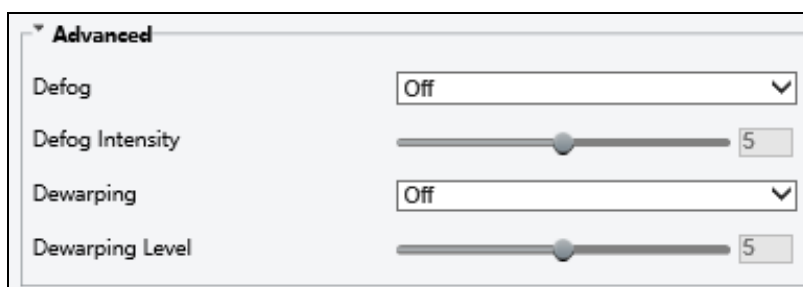 Advanced
Defog Off
Defog Intensity 5
Dewarping Off
Dewarping Level 5